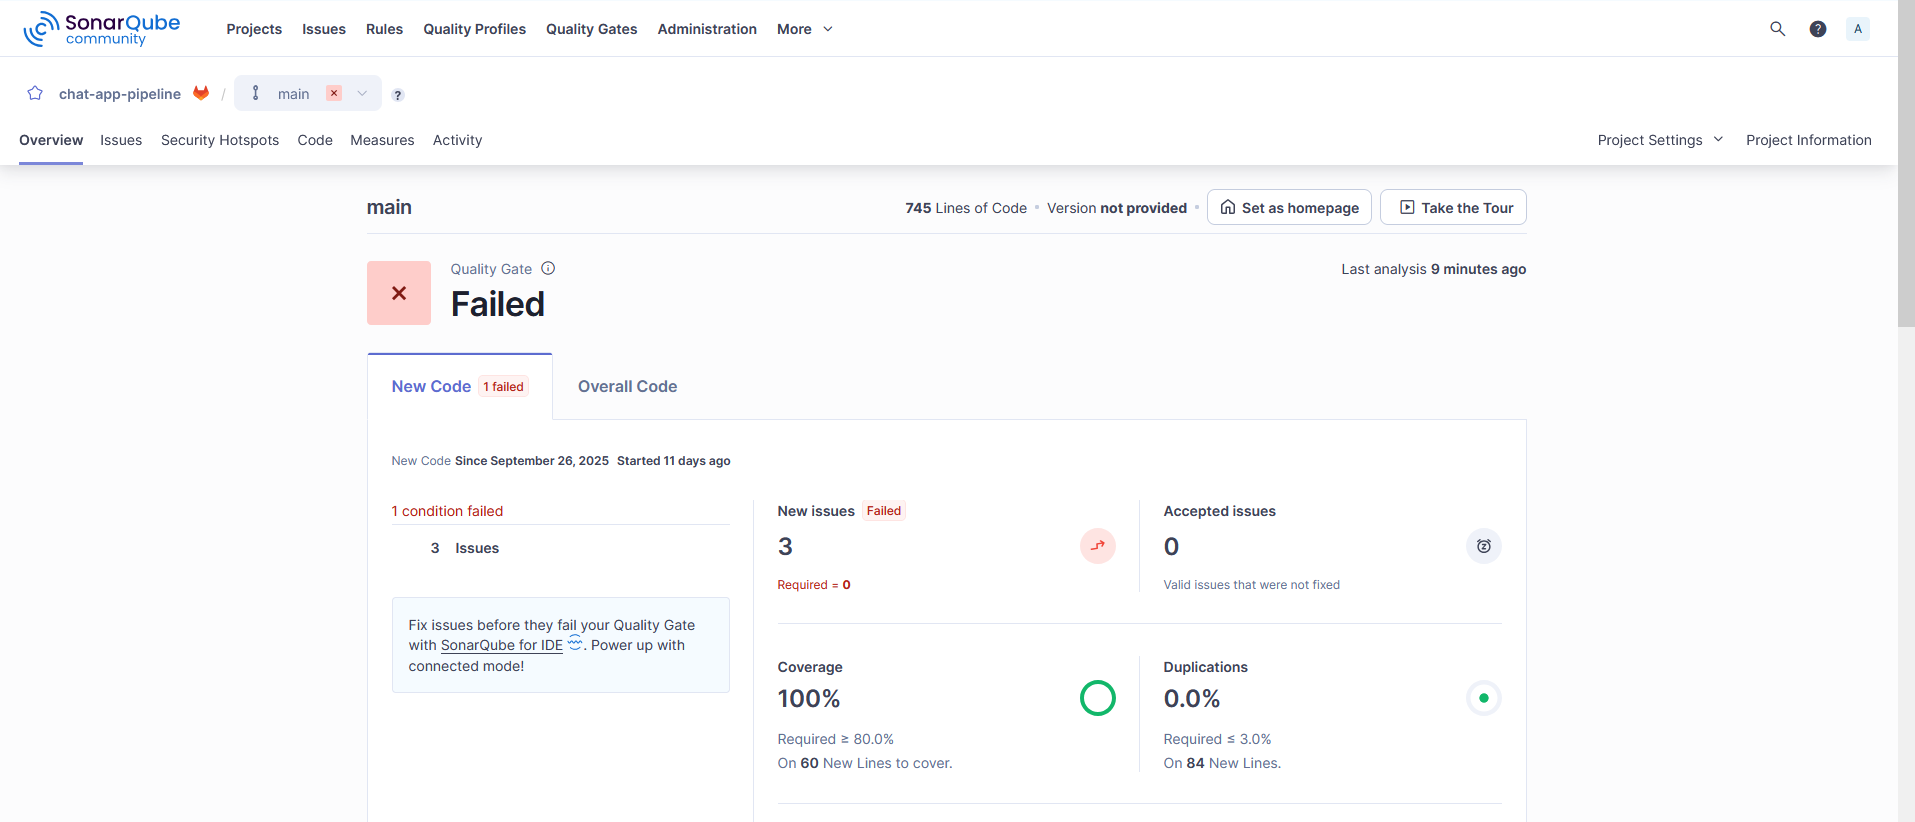 SonarQube community
Projects Issues Rules Quality Profiles Quality Gates Administration More
A
chat-app-pipeline / main
Overview Issues Security Hotspots Code Measures Activity
Project Settings Project Information
main
745 Lines of Code • Version not provided •
Set as homepage
Take the Tour
Quality Gate
Failed
Last analysis 9 minutes ago
New Code 1 failed
Overall Code
New Code Since September 26, 2025 Started 11 days ago
1 condition failed
3 Issues
Fix issues before they fail your Quality Gate
with SonarQube for IDE. Power up with
connected mode!
New issues Failed
3
Required = 0
Accepted issues
0
Valid issues that were not fixed
Coverage
100%
Required ≥ 80.0%
On 60 New Lines to cover.
Duplications
0.0%
Required ≤ 3.0%
On 84 New Lines.